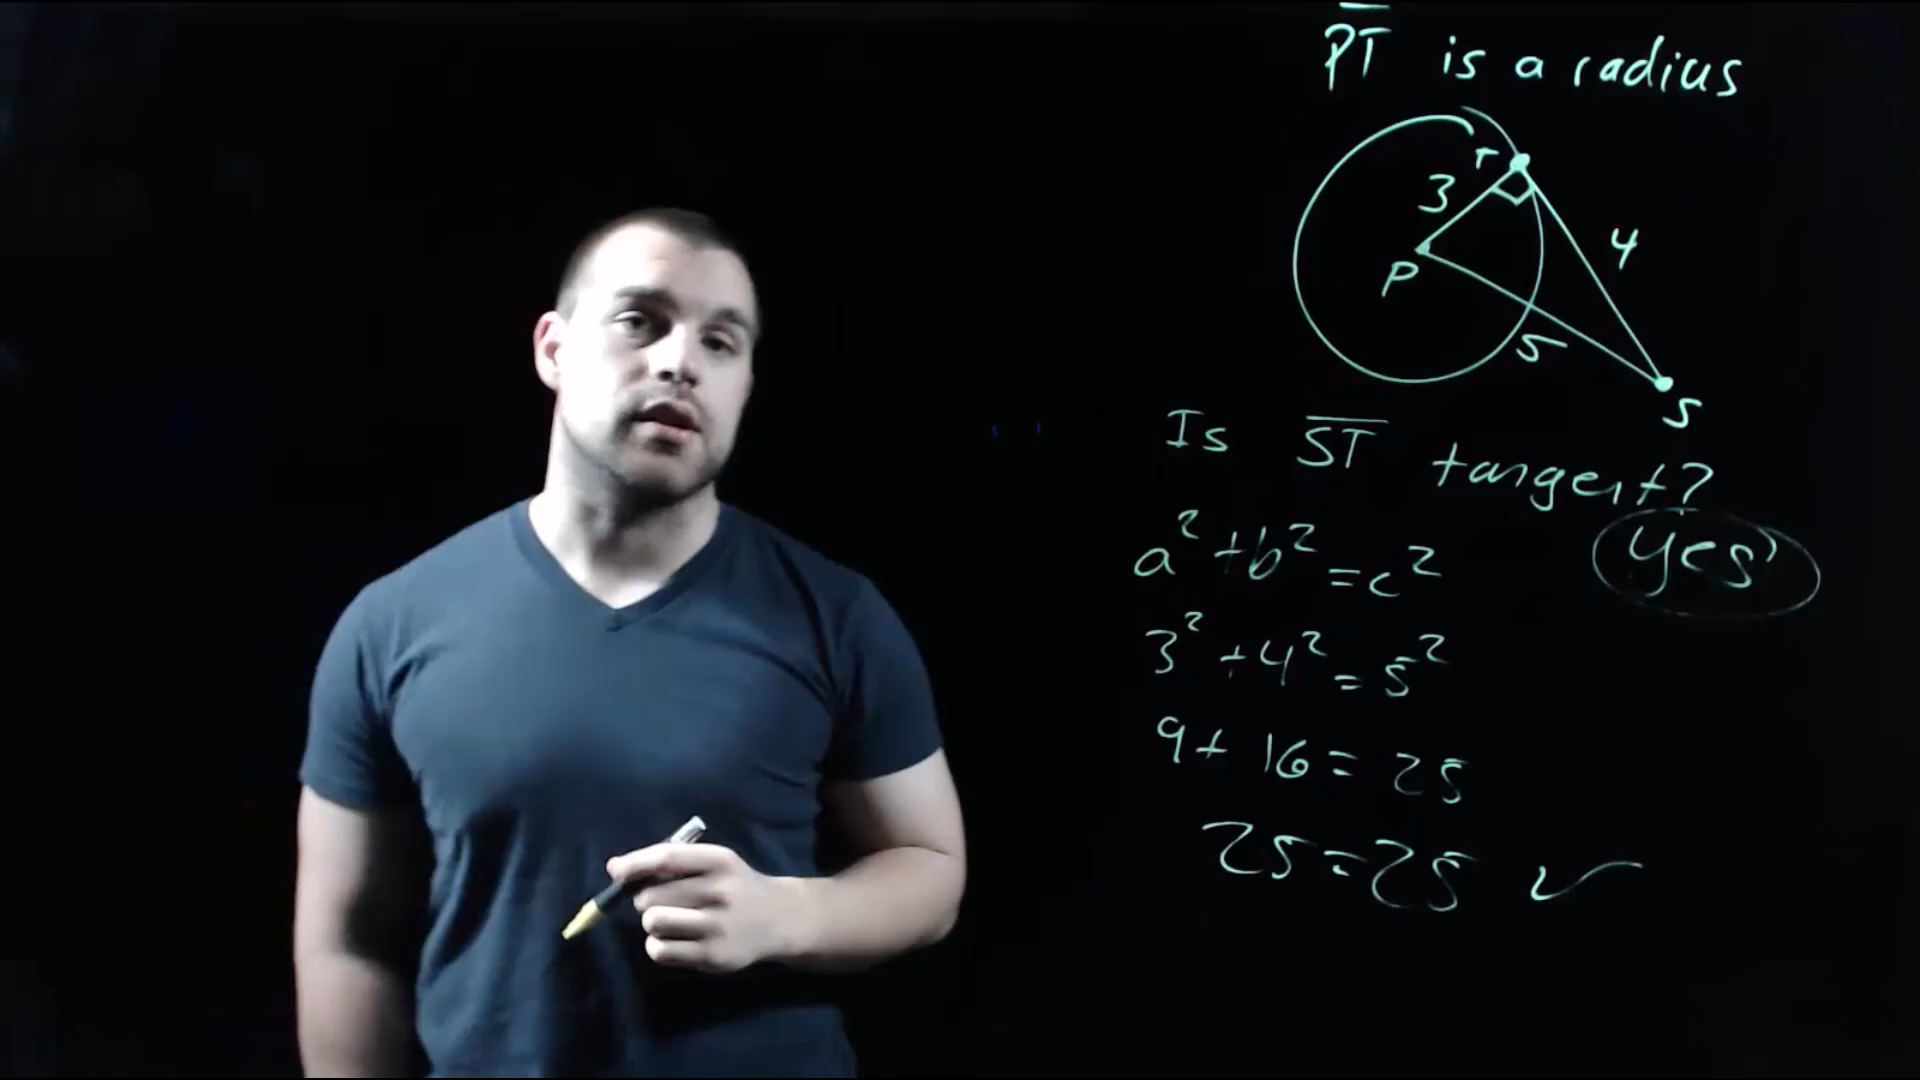 PT is a radius
T
3
4
P
5
S
Is ST tangent?
yes
a² + b² = c²
3² + 4² = 5²
9 + 16 = 25
25 = 25 ✓